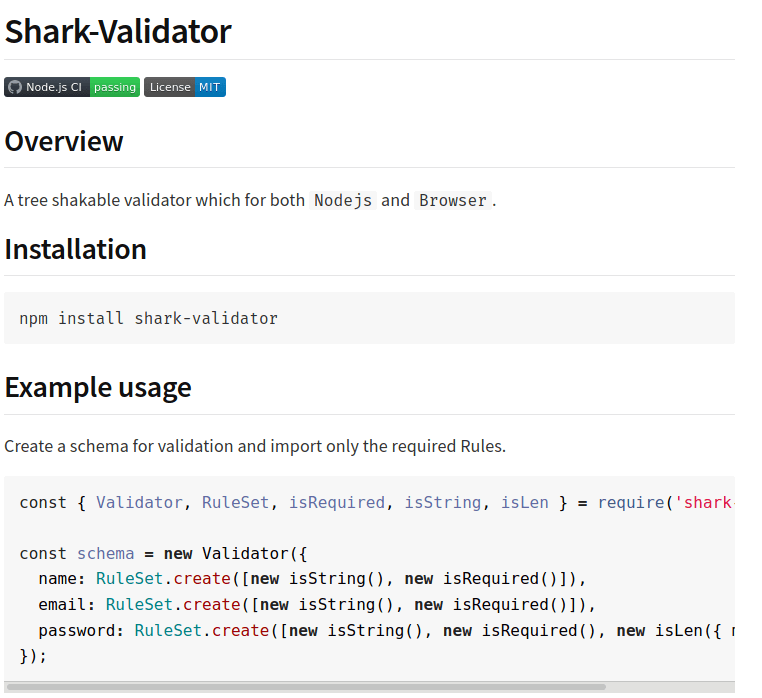 Shark-Validator
Node.js CI passing License MIT
Overview
A tree shakable validator which for both Nodejs and Browser.
Installation
npm install shark-validator
Example usage
Create a schema for validation and import only the required Rules.
const { Validator, RuleSet, isRequired, isString, isLen } = require('shark-
const schema = new Validator({
  name: RuleSet.create([new isString(), new isRequired()]),
  email: RuleSet.create([new isString(), new isRequired()]),
  password: RuleSet.create([new isString(), new isRequired(), new isLen({
});